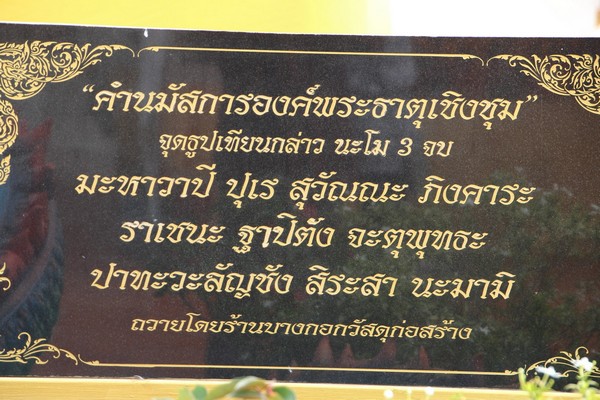 “คำนมัสการองค์พระธาตุเชิงชุม”
จุดธูปเทียนกล่าว นะโม 3 จบ
มะหาวาปี ปุเร สุวัณณะ ภิงคาระ
ราเชนะ ฐาปิตัง จะตุพุทธะ
ปาทะวะลัญชัง สิระสา นะมามิ
ถวายโดยร้านบางกอกวัสดุก่อสร้าง